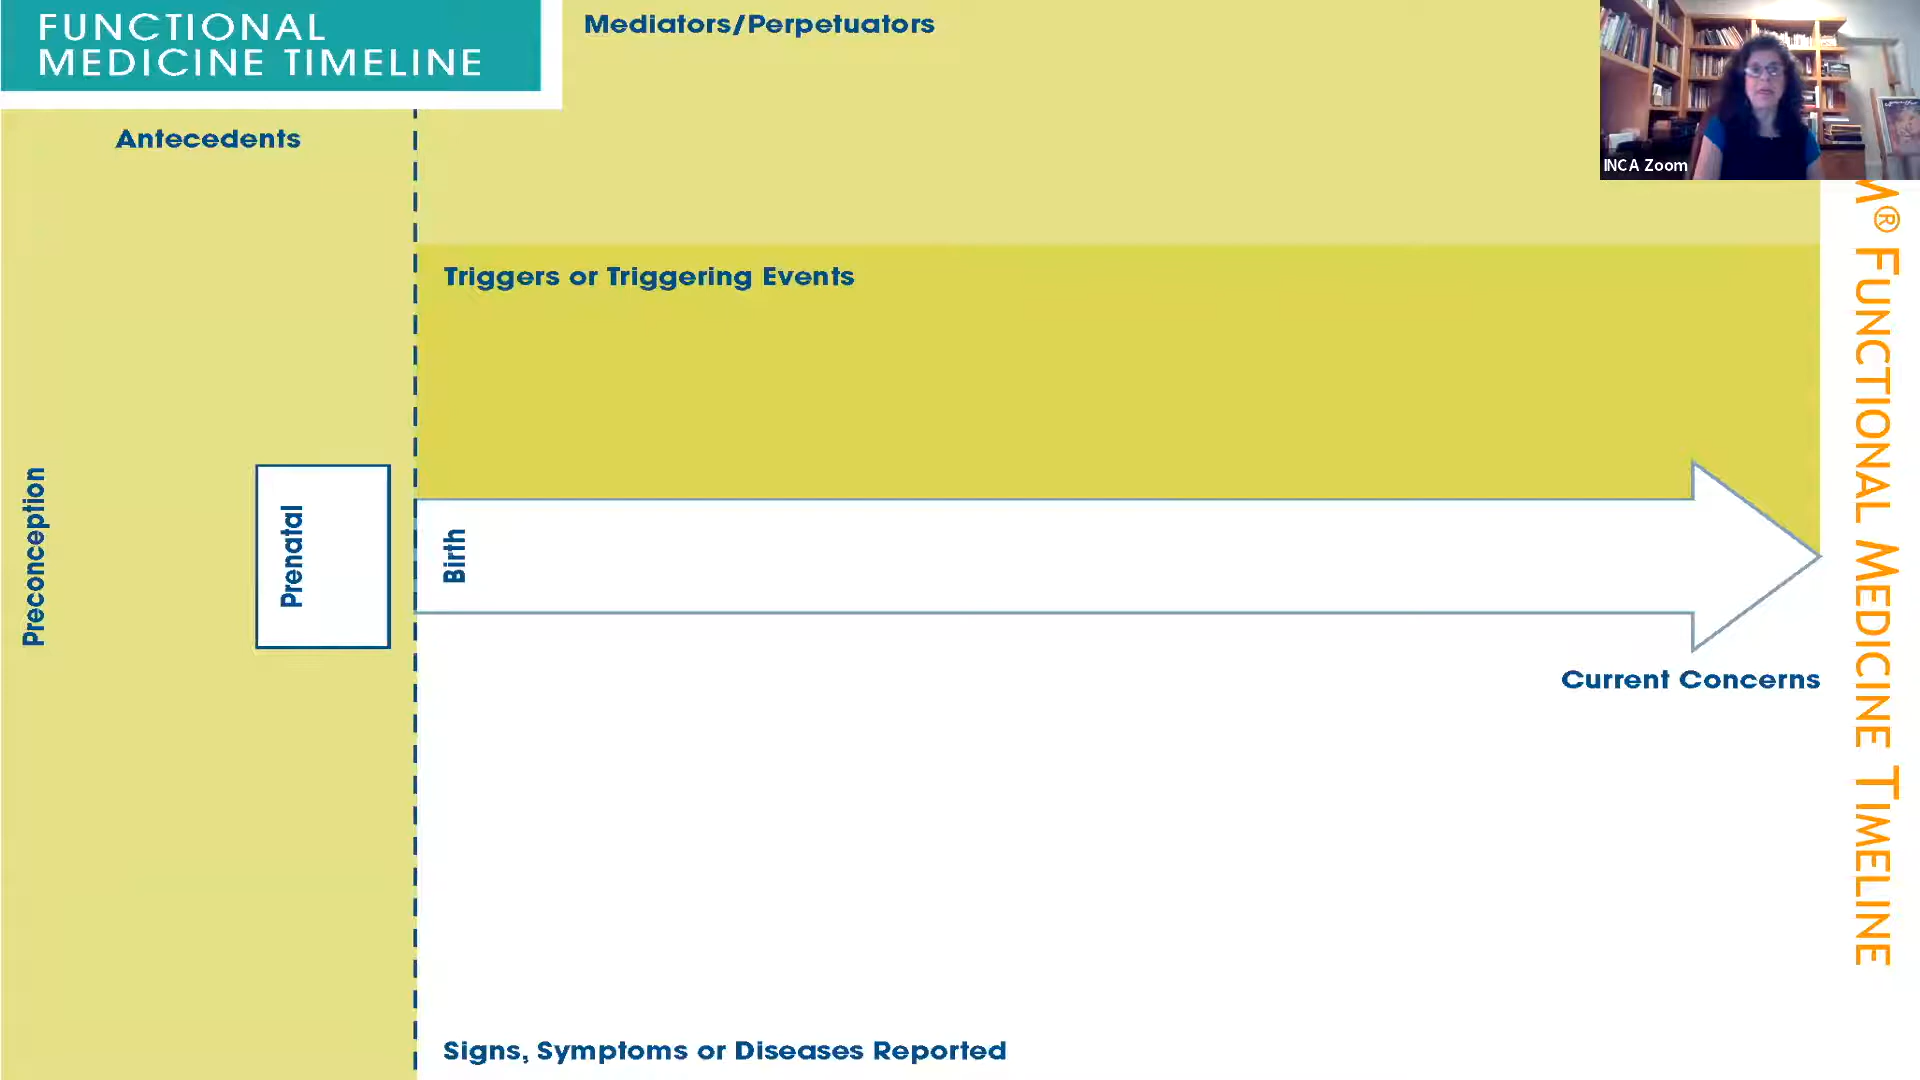 FUNCTIONAL
MEDICINE TIMELINE
Mediators/Perpetuators
INCA Zoom
Antecedents
Triggers or Triggering Events
Preconception
Prenatal
Birth
Current Concerns
Signs, Symptoms or Diseases Reported
M® FUNCTIONAL MEDICINE TIMELINE